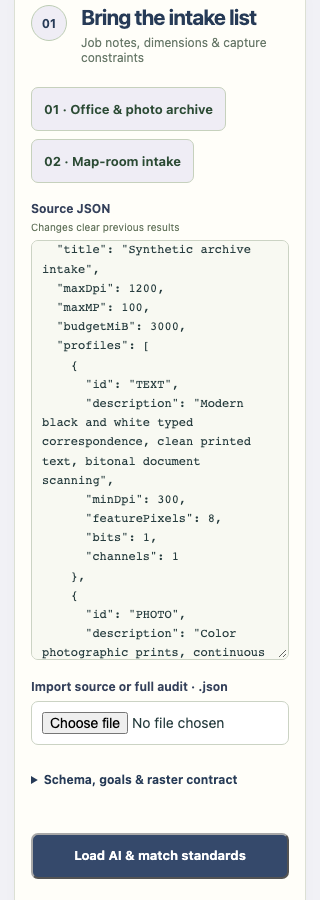 01
Bring the intake list
Job notes, dimensions & capture
constraints
01 · Office & photo archive
02 · Map-room intake
Source JSON
Changes clear previous results
"title": "Synthetic archive
intake",
"maxDpi": 1200,
"maxMP": 100,
"budgetMiB": 3000,
"profiles": [
{
"id": "TEXT",
"description": "Modern
black and white typed
correspondence, clean printed
text, bitonal document
scanning",
"minDpi": 300,
"featurePixels": 8,
"bits": 1,
"channels": 1
},
{
"id": "PHOTO",
"description": "Color
photographic prints, continuous
Import source or full audit · .json
Choose file No file chosen
Schema, goals & raster contract
Load AI & match standards